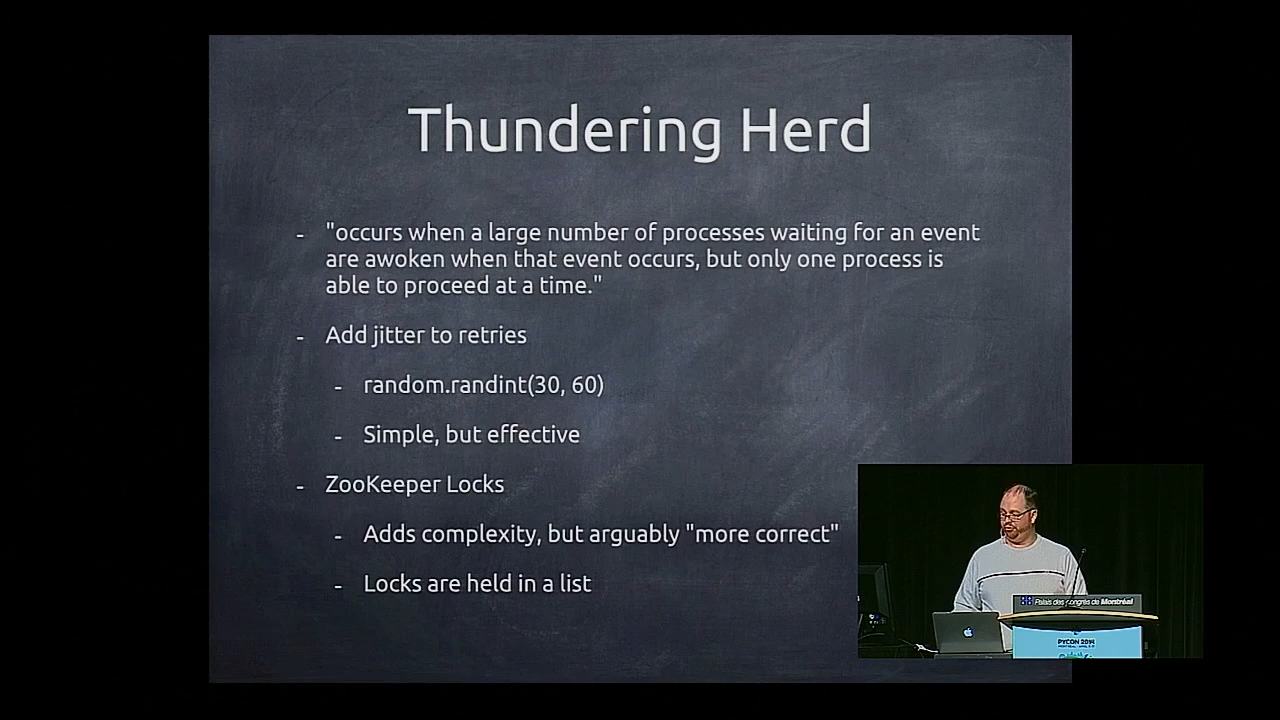 Thundering Herd
- "occurs when a large number of processes waiting for an event
are awoken when that event occurs, but only one process is
able to proceed at a time."
- Add jitter to retries
- random.randint(30, 60)
- Simple, but effective
- ZooKeeper Locks
- Adds complexity, but arguably "more correct"
- Locks are held in a list
Palais des congrès de Montréal
PYCON 2014